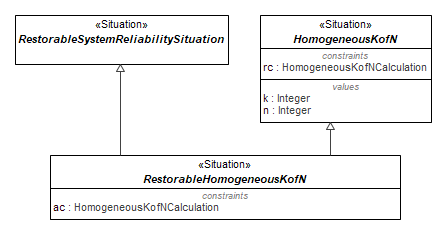 «Situation»
RestorableSystemReliabilitySituation
«Situation»
HomogeneousKofN
constraints
rc : HomogeneousKofNCalculation
values
k : Integer
n : Integer
«Situation»
RestorableHomogeneousKofN
constraints
ac : HomogeneousKofNCalculation